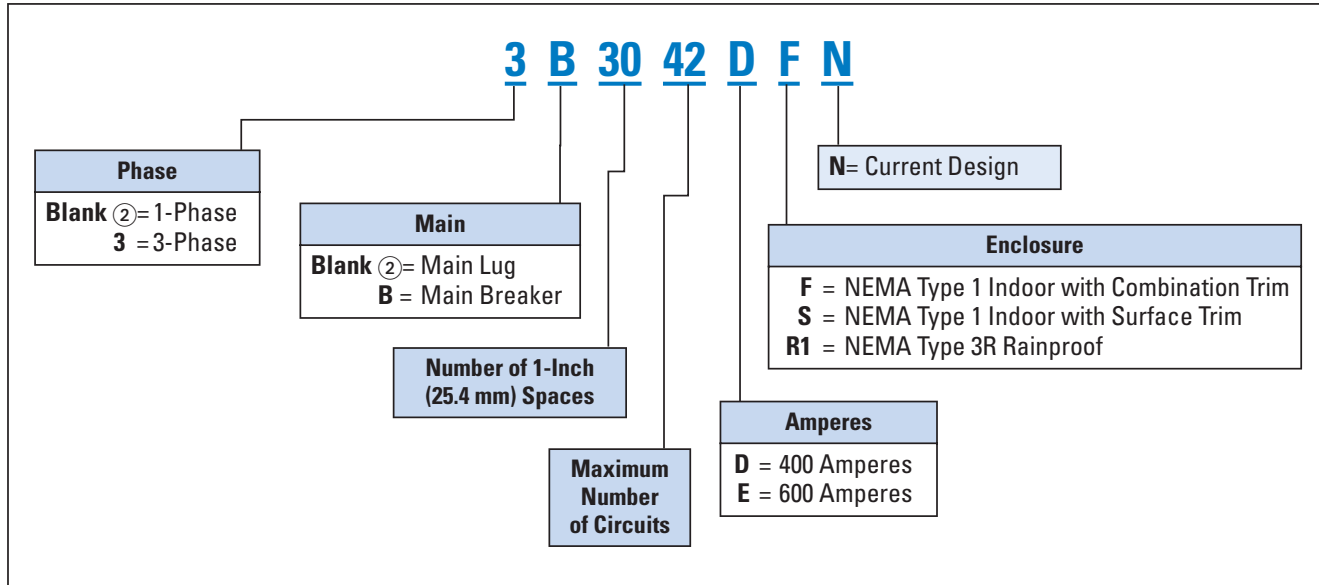 3 B 30 42 D F N
Phase
Blank ②= 1-Phase
3 = 3-Phase
Main
Blank ②= Main Lug
B = Main Breaker
Number of 1-Inch
(25.4 mm) Spaces
Maximum
Number
of Circuits
N= Current Design
Enclosure
F = NEMA Type 1 Indoor with Combination Trim
S = NEMA Type 1 Indoor with Surface Trim
R1 = NEMA Type 3R Rainproof
Amperes
D = 400 Amperes
E = 600 Amperes